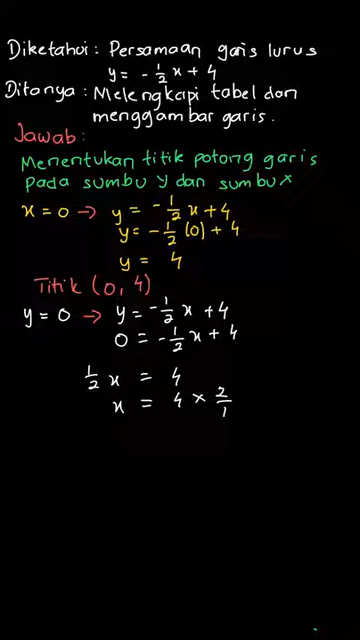 Diketahui : Persamaan garis lurus
y = -1/2 x + 4
Ditanya : Melengkapi tabel dan
menggambar garis.
Jawab :
Menentukan titik potong garis
pada sumbu y dan sumbu x
x = 0 → y = -1/2 x + 4
y = -1/2 (0) + 4
y = 4
Titik (0, 4)
y = 0 → y = -1/2 x + 4
0 = -1/2 x + 4
1/2 x = 4
x = 4 × 2/1